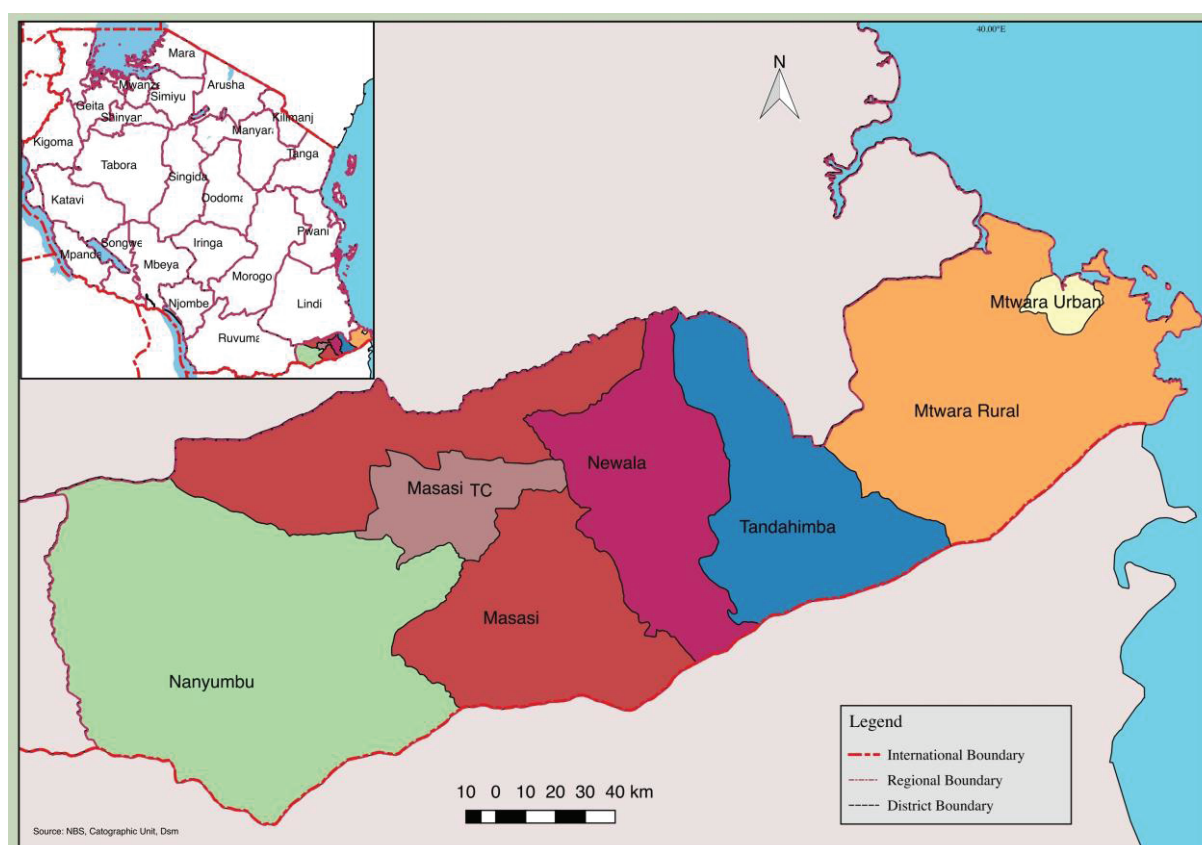 40.00°E
N
Mara
Mwanz
Simiyu
Arusha
Geita
Shinyan
Kilimanj
Kigoma
Manyara
Tabora
Tanga
Singida
Dodoma
Katavi
Pwani
Songwe
Iringa
Mpanda
Mbeya
Morogo
Njombe
Lindi
Ruvuma
Mtwara Urban
Mtwara Rural
Newala
Masasi TC
Tandahimba
Masasi
Nanyumbu
Legend
International Boundary
Regional Boundary
District Boundary
10 0 10 20 30 40 km
Source: NBS, Catographic Unit, Dsm